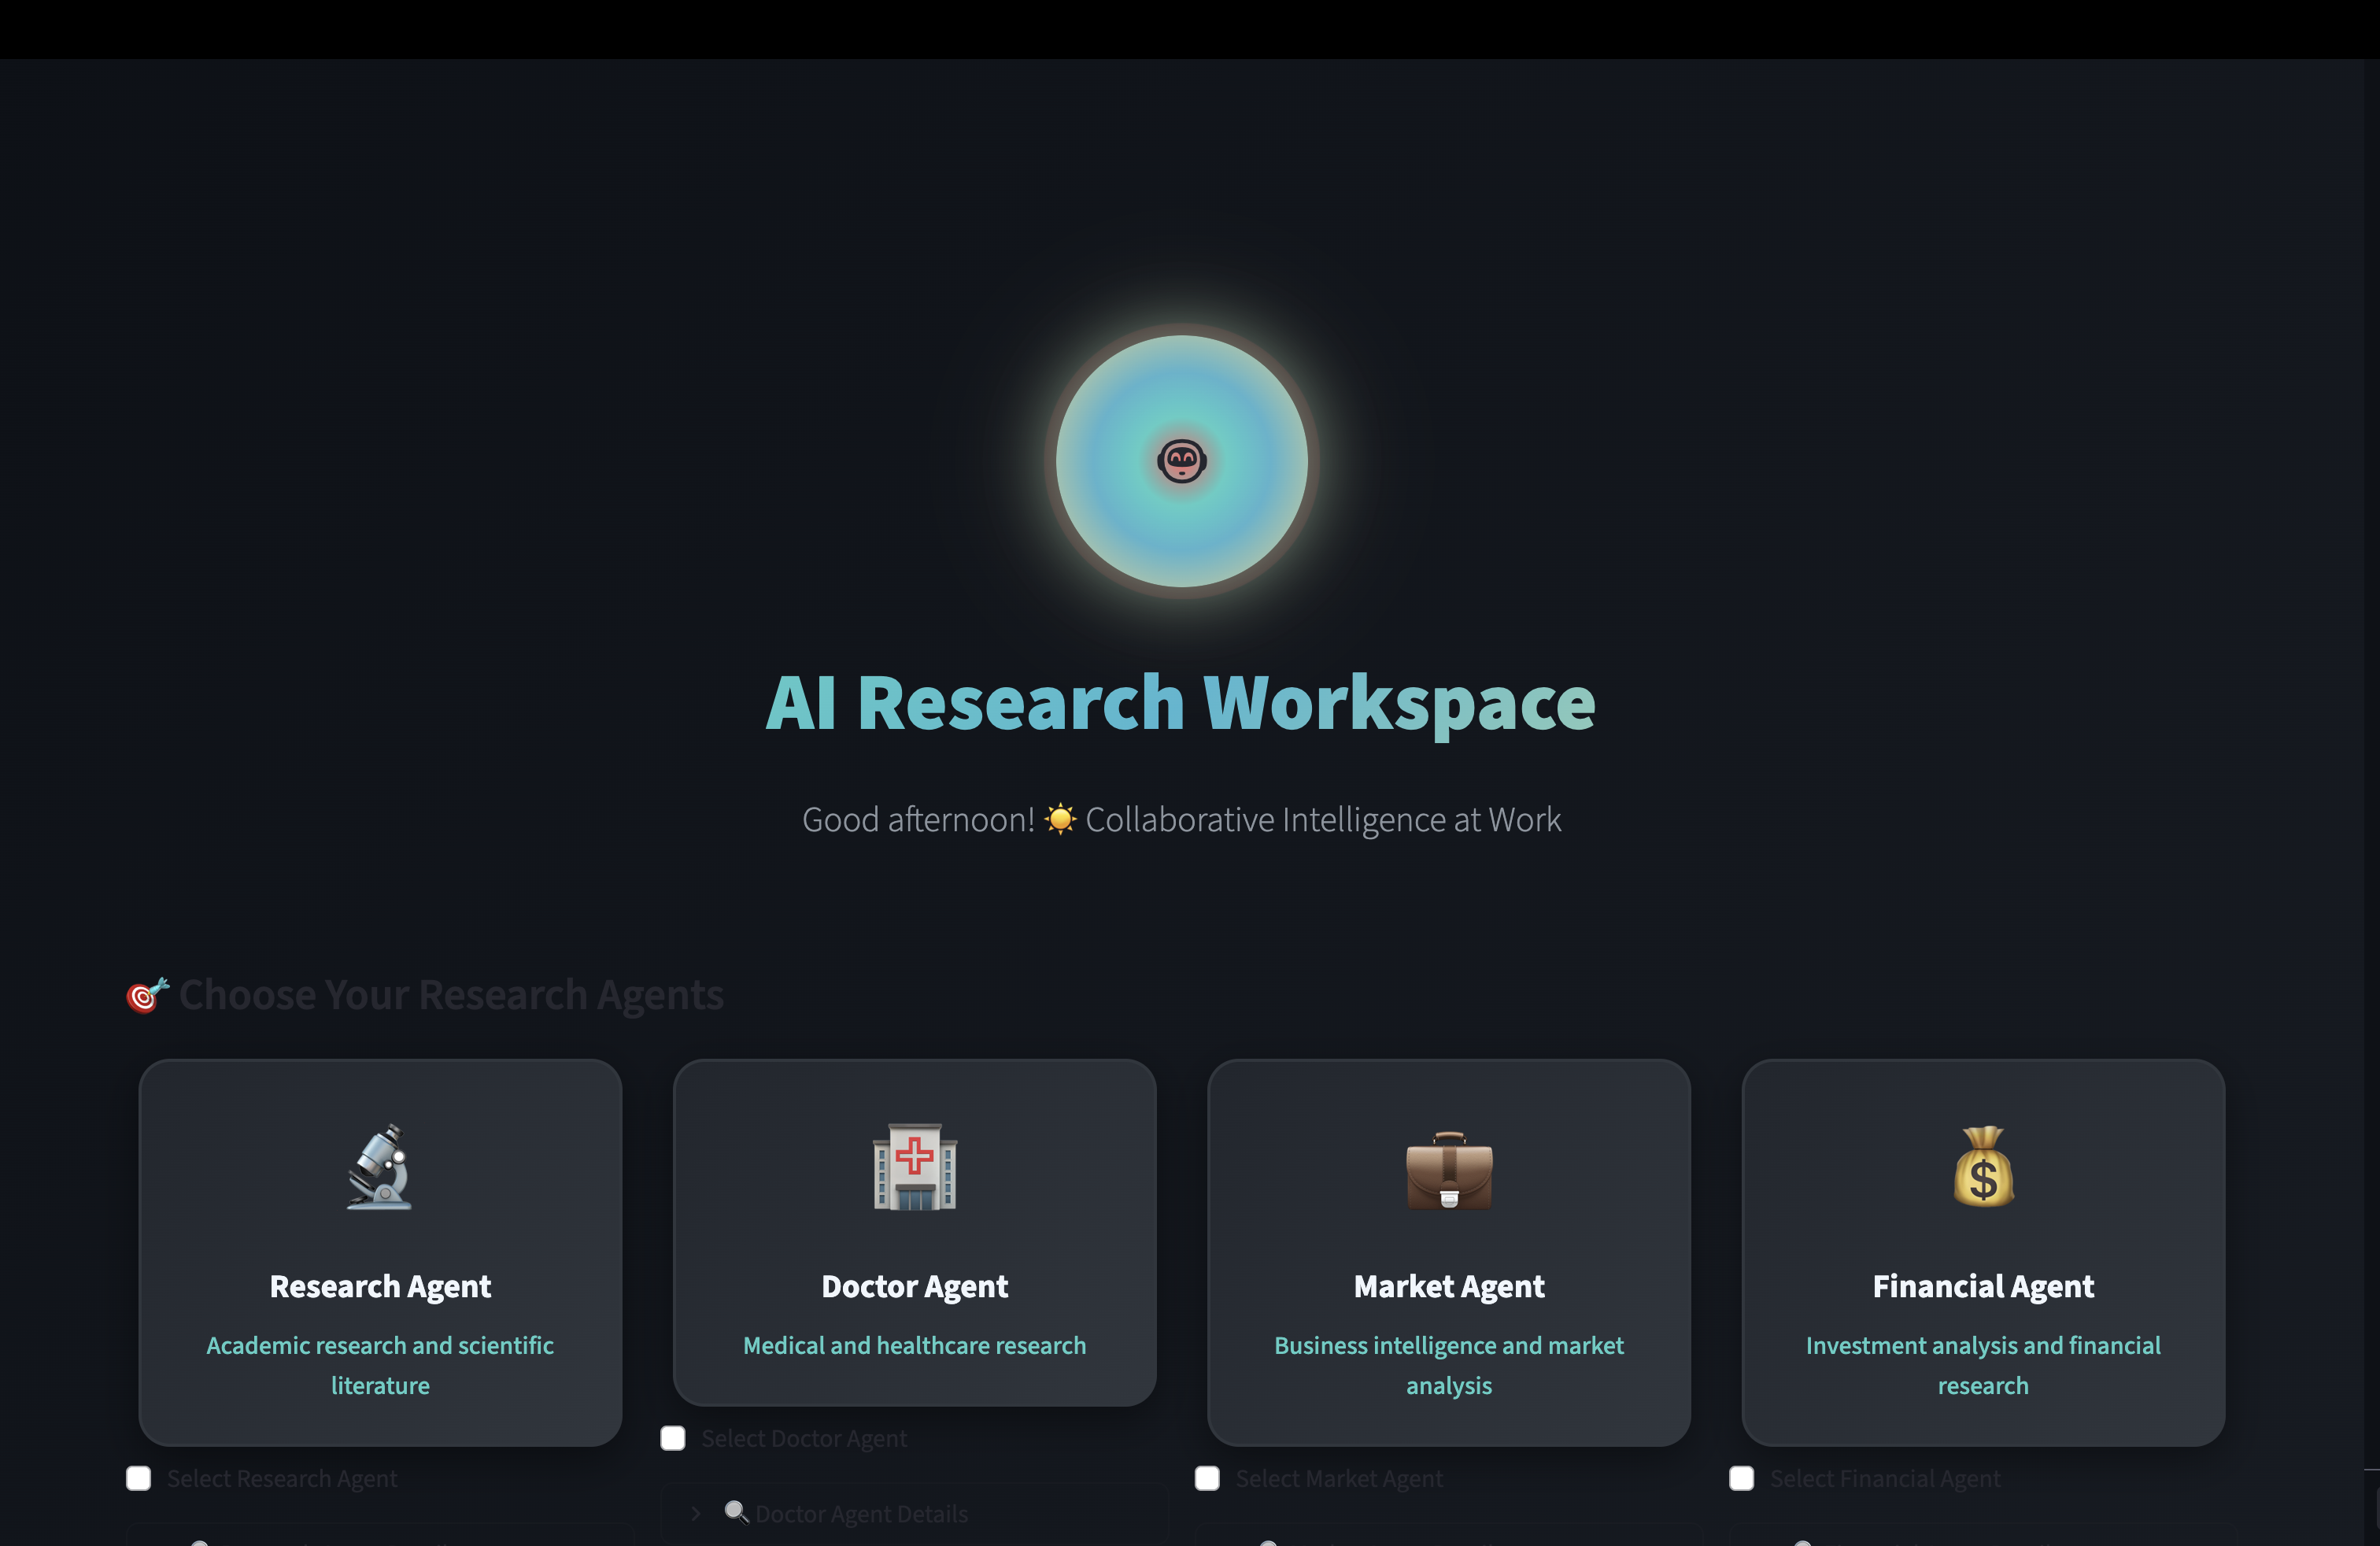 AI Research Workspace
Good afternoon! ☀️ Collaborative Intelligence at Work
🎯 Choose Your Research Agents
Research Agent
Academic research and scientific
literature
Select Research Agent
Doctor Agent
Medical and healthcare research
Select Doctor Agent
🔍 Doctor Agent Details
Market Agent
Business intelligence and market
analysis
Select Market Agent
Financial Agent
Investment analysis and financial
research
Select Financial Agent